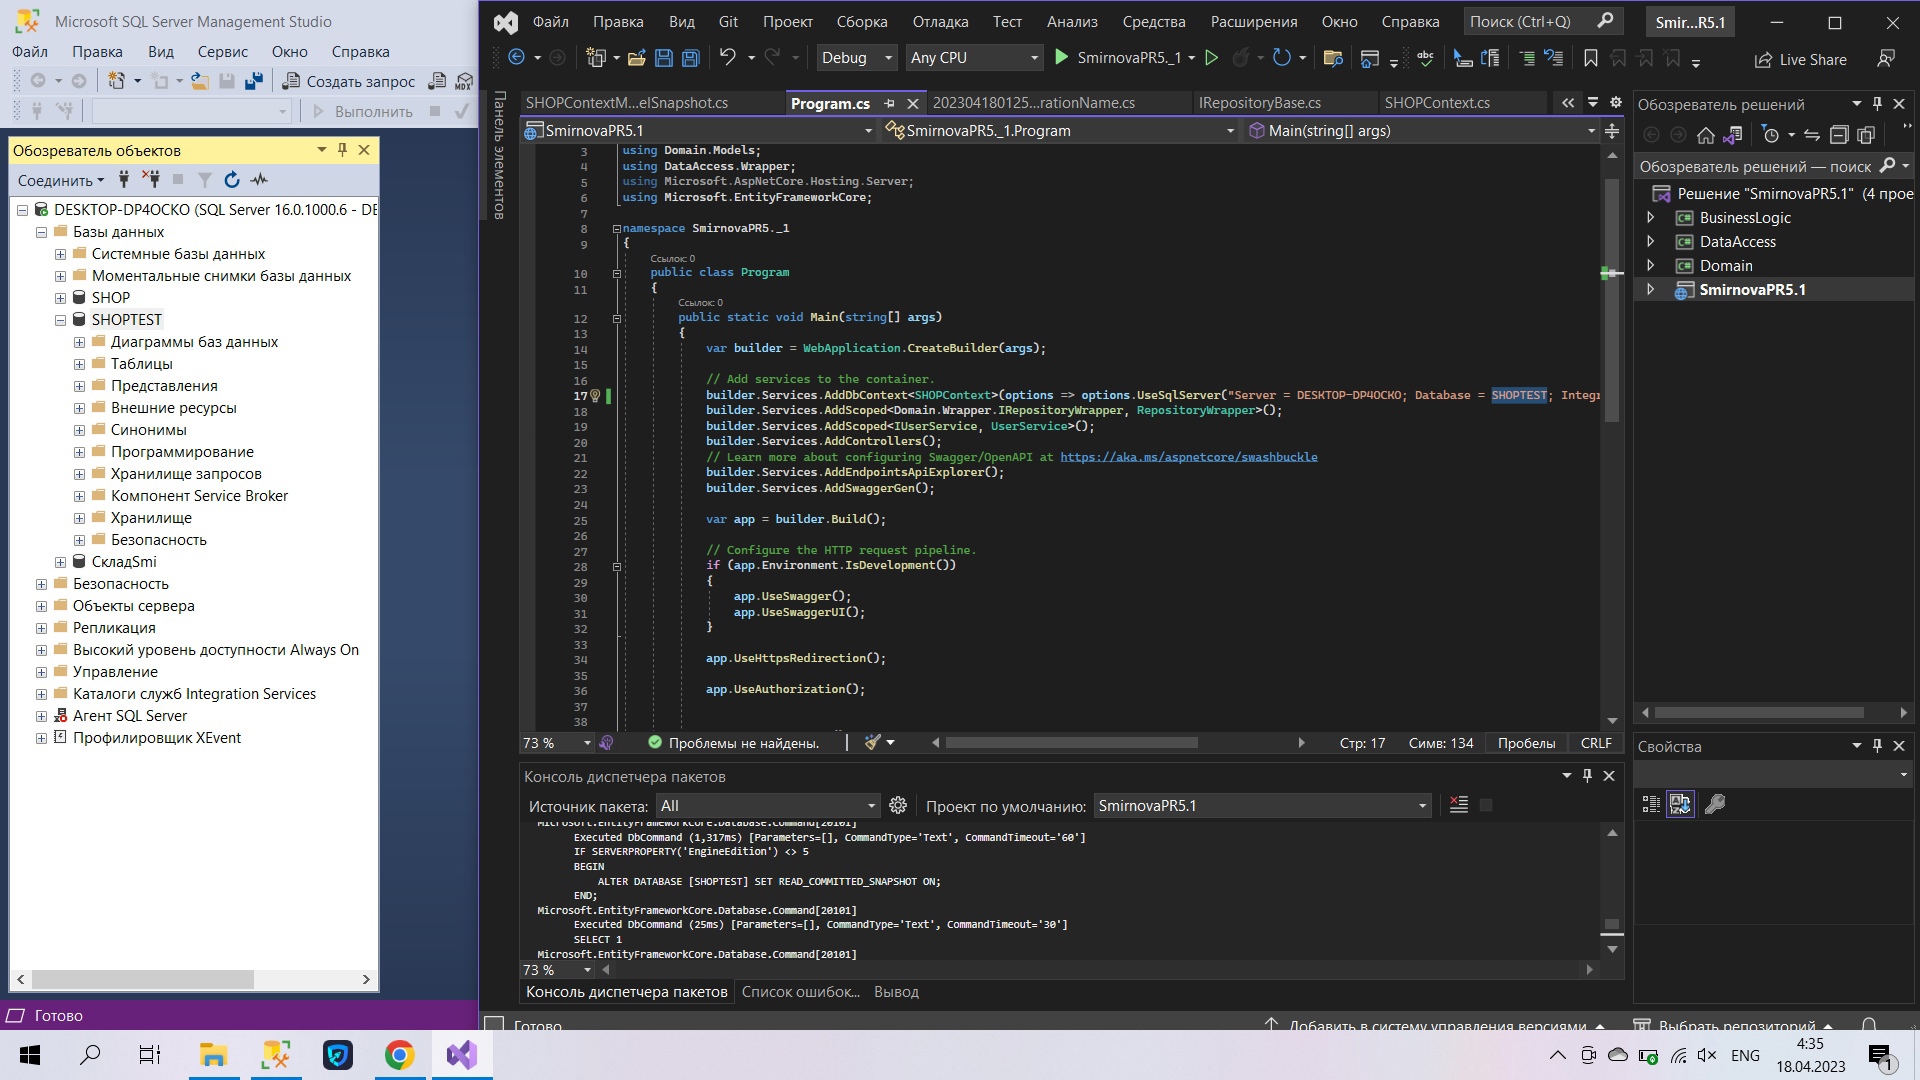 Microsoft SQL Server Management Studio
Файл Правка Вид Сервис Окно Справка
Создать запрос
MDX
Выполнить
Обозреватель объектов
Соединить
DESKTOP-DP4OCKO (SQL Server 16.0.1000.6 - DE
Базы данных
Системные базы данных
Моментальные снимки базы данных
SHOP
SHOPTEST
Диаграммы баз данных
Таблицы
Представления
Внешние ресурсы
Синонимы
Программирование
Хранилище запросов
Компонент Service Broker
Хранилище
Безопасность
СкладSmi
Безопасность
Объекты сервера
Репликация
Высокий уровень доступности Always On
Управление
Каталоги служб Integration Services
Агент SQL Server
Профилировщик XEvent
Готово
Файл Правка Вид Git Проект Сборка Отладка Тест Анализ Средства Расширения Окно Справка Поиск (Ctrl+Q) Smir...R5.1
Debug Any CPU SmirnovaPR5._1 Live Share
Панель элементов
SHOPContextM...elSnapshot.cs Program.cs 202304180125...rationName.cs IRepositoryBase.cs SHOPContext.cs
SmirnovaPR5.1 SmirnovaPR5._1.Program Main(string[] args)
3 using Domain.Models;
4 using DataAccess.Wrapper;
5 using Microsoft.AspNetCore.Hosting.Server;
6 using Microsoft.EntityFrameworkCore;
7
8 namespace SmirnovaPR5._1
9 {
Ссылок: 0
10 public class Program
11 {
Ссылок: 0
12 public static void Main(string[] args)
13 {
14 var builder = WebApplication.CreateBuilder(args);
15
16 // Add services to the container.
17 builder.Services.AddDbContext<SHOPContext>(options => options.UseSqlServer("Server = DESKTOP-DP4OCKO; Database = SHOPTEST; Integr
18 builder.Services.AddScoped<Domain.Wrapper.IRepositoryWrapper, RepositoryWrapper>();
19 builder.Services.AddScoped<IUserService, UserService>();
20 builder.Services.AddControllers();
21 // Learn more about configuring Swagger/OpenAPI at https://aka.ms/aspnetcore/swashbuckle
22 builder.Services.AddEndpointsApiExplorer();
23 builder.Services.AddSwaggerGen();
24
25 var app = builder.Build();
26
27 // Configure the HTTP request pipeline.
28 if (app.Environment.IsDevelopment())
29 {
30 app.UseSwagger();
31 app.UseSwaggerUI();
32 }
33
34 app.UseHttpsRedirection();
35
36 app.UseAuthorization();
37
38
73 % Проблемы не найдены. Стр: 17 Симв: 134 Пробелы CRLF
Консоль диспетчера пакетов
Источник пакета: All Проект по умолчанию: SmirnovaPR5.1
Microsoft.EntityFrameworkCore.Database.Command[20101]
Executed DbCommand (1,317ms) [Parameters=[], CommandType='Text', CommandTimeout='60']
IF SERVERPROPERTY('EngineEdition') <> 5
BEGIN
ALTER DATABASE [SHOPTEST] SET READ_COMMITTED_SNAPSHOT ON;
END;
Microsoft.EntityFrameworkCore.Database.Command[20101]
Executed DbCommand (25ms) [Parameters=[], CommandType='Text', CommandTimeout='30']
SELECT 1
Microsoft.EntityFrameworkCore.Database.Command[20101]
73 %
Консоль диспетчера пакетов Список ошибок... Вывод
Готово Добавить в систему управления версиями Выбрать репозиторий
Обозреватель решений
Обозреватель решений — поиск
Решение "SmirnovaPR5.1" (4 прое
BusinessLogic
DataAccess
Domain
SmirnovaPR5.1
Свойства
ENG
4:35
18.04.2023
1